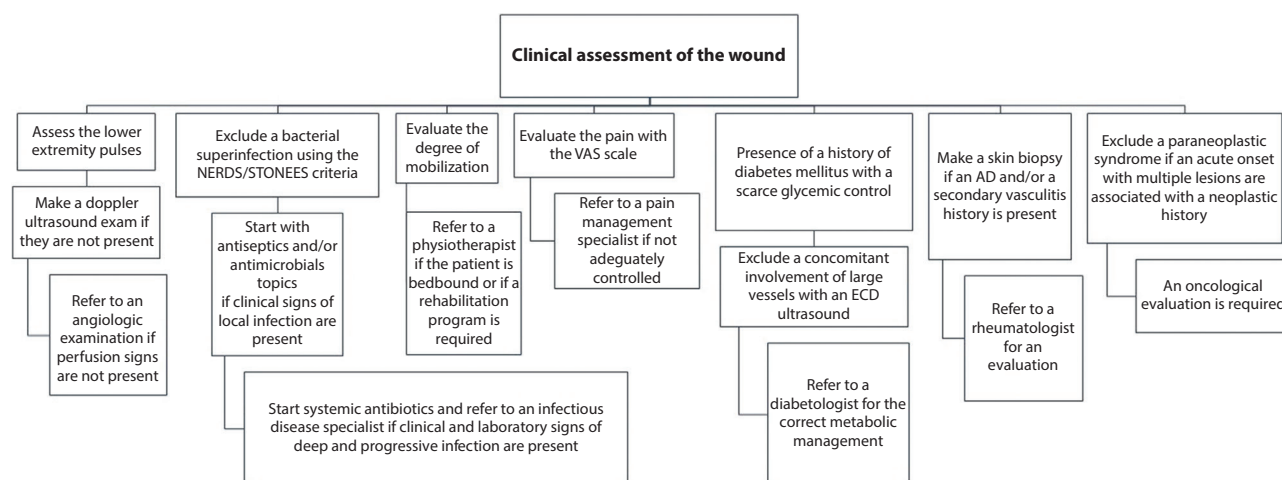 Clinical assessment of the wound
Assess the lower
extremity pulses
Make a doppler
ultrasound exam if
they are not present
Refer to an
angiologic
examination if
perfusion signs
are not present
Exclude a bacterial
superinfection using the
NERDS/STONEES criteria
Start with
antiseptics and/or
antimicrobials
topics
if clinical signs of
local infection are
present
Start systemic antibiotics and refer to an infectious
disease specialist if clinical and laboratory signs of
deep and progressive infection are present
Evaluate the
degree of
mobilization
Refer to a
physiotherapist
if the patient is
bedbound or if a
rehabilitation
program is
required
Evaluate the pain with
the VAS scale
Refer to a pain
management
specialist if not
adequately
controlled
Presence of a history of
diabetes mellitus with a
scarce glycemic control
Exclude a concomitant
involvement of large
vessels with an ECD
ultrasound
Refer to a
diabetologist for the
correct metabolic
management
Make a skin biopsy
if an AD and/or a
secondary vasculitis
history is present
Refer to a
rheumatologist
for an
evaluation
Exclude a paraneoplastic
syndrome if an acute onset
with multiple lesions are
associated with a neoplastic
history
An oncological
evaluation is required